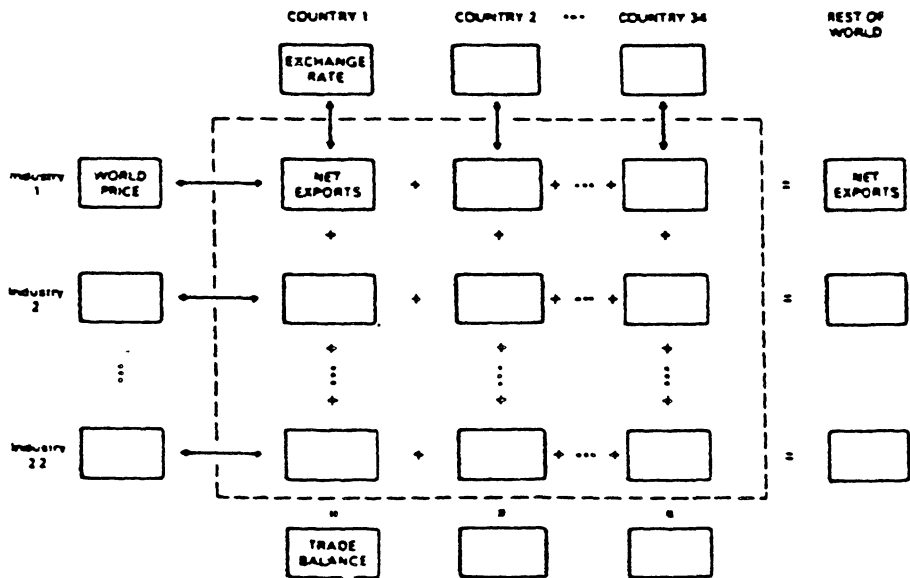 COUNTRY 1 COUNTRY 2 --- COUNTRY 34 REST OF
WORLD
EXCHANGE
RATE
Industry
1
WORLD
PRICE
NET
EXPORTS
+ + --- + =
NET
EXPORTS
+ + +
Industry
2
+ + --- + =
+ + +
+ + +
Industry
22
+ + --- + =
= = =
TRADE
BALANCE